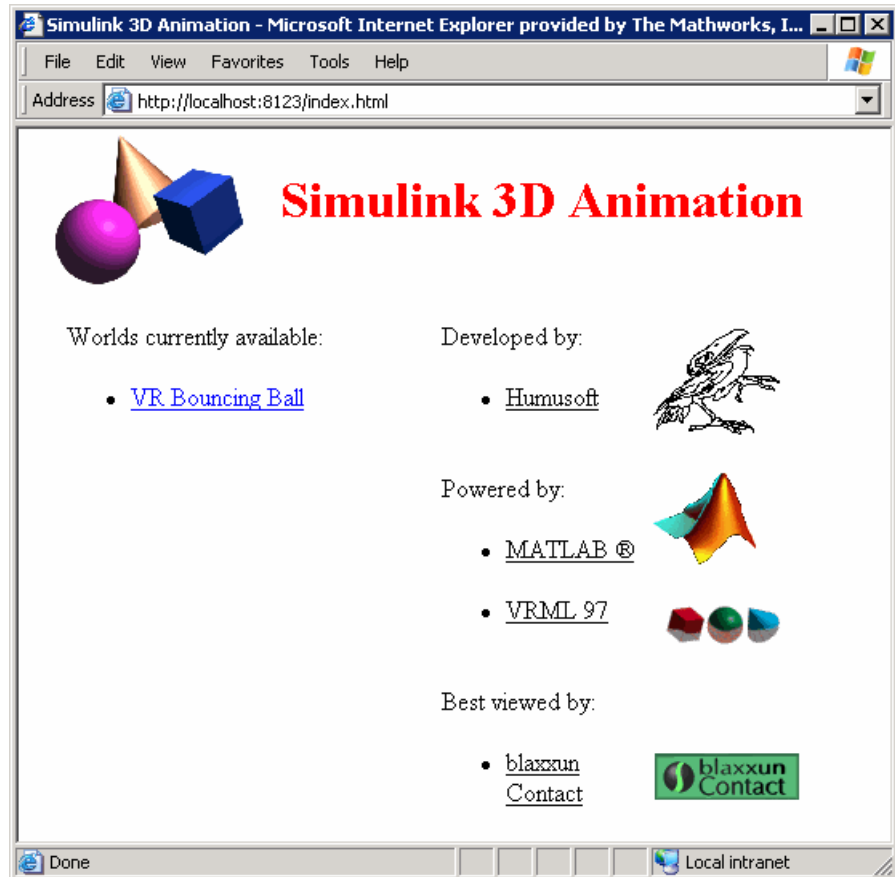 Simulink 3D Animation - Microsoft Internet Explorer provided by The Mathworks, I...
File Edit View Favorites Tools Help
Address http://localhost:8123/index.html
Simulink 3D Animation
Worlds currently available:
• VR Bouncing Ball
Developed by:
• Humusoft
Powered by:
• MATLAB ®
• VRML 97
Best viewed by:
• blaxxun
Contact
blaxxun
Contact
Done
Local intranet